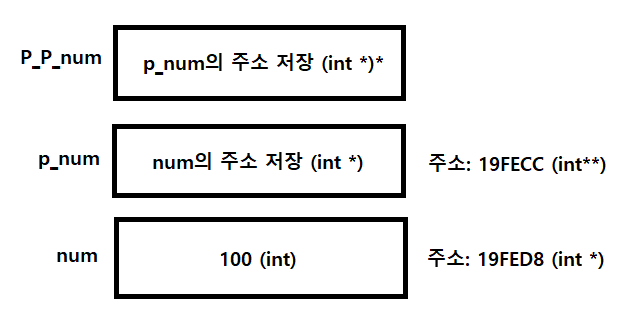 P_P_num p_num의 주소 저장 (int *)*
p_num num의 주소 저장 (int *) 주소: 19FECC (int**)
num 100 (int) 주소: 19FED8 (int *)